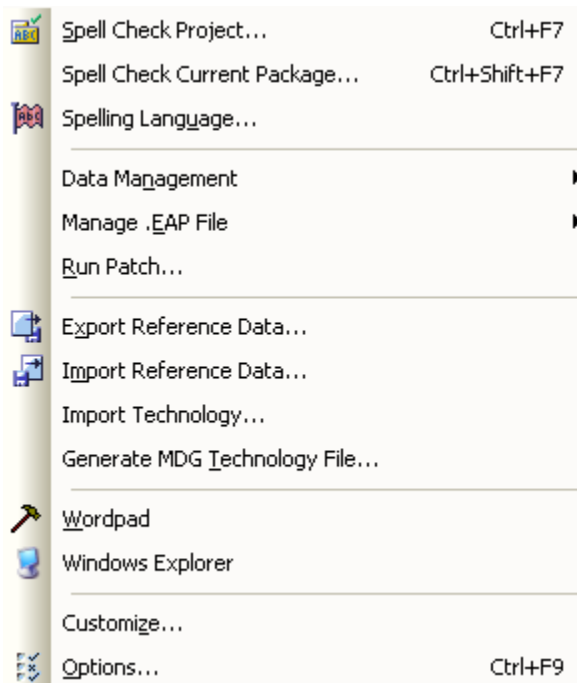 Spell Check Project... Ctrl+F7
Spell Check Current Package... Ctrl+Shift+F7
Spelling Language...
Data Management
Manage .EAP File
Run Patch...
Export Reference Data...
Import Reference Data...
Import Technology...
Generate MDG Technology File...
Wordpad
Windows Explorer
Customize...
Options... Ctrl+F9